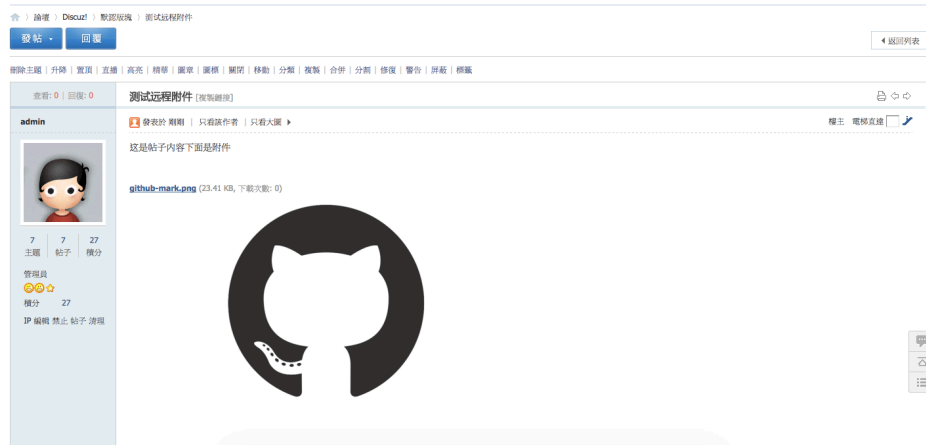 〉 論壇 〉 Discuz! 〉 默認版塊 〉 测试远程附件
發帖
回覆
返回列表
刪除主題 | 升降 | 置頂 | 直播 | 高亮 | 精華 | 圖章 | 圖標 | 關閉 | 移動 | 分類 | 複製 | 合併 | 分割 | 修復 | 警告 | 屏蔽 | 標籤
查看: 0 | 回復: 0
测试远程附件 [複製鏈接]
admin
發表於 剛剛 | 只看該作者 | 只看大圖
樓主 電梯直達
这是帖子内容下面是附件
github-mark.png (23.41 KB, 下載次數: 0)
7 7 27
主題 帖子 積分
管理員
積分 27
IP 編輯 禁止 帖子 清理